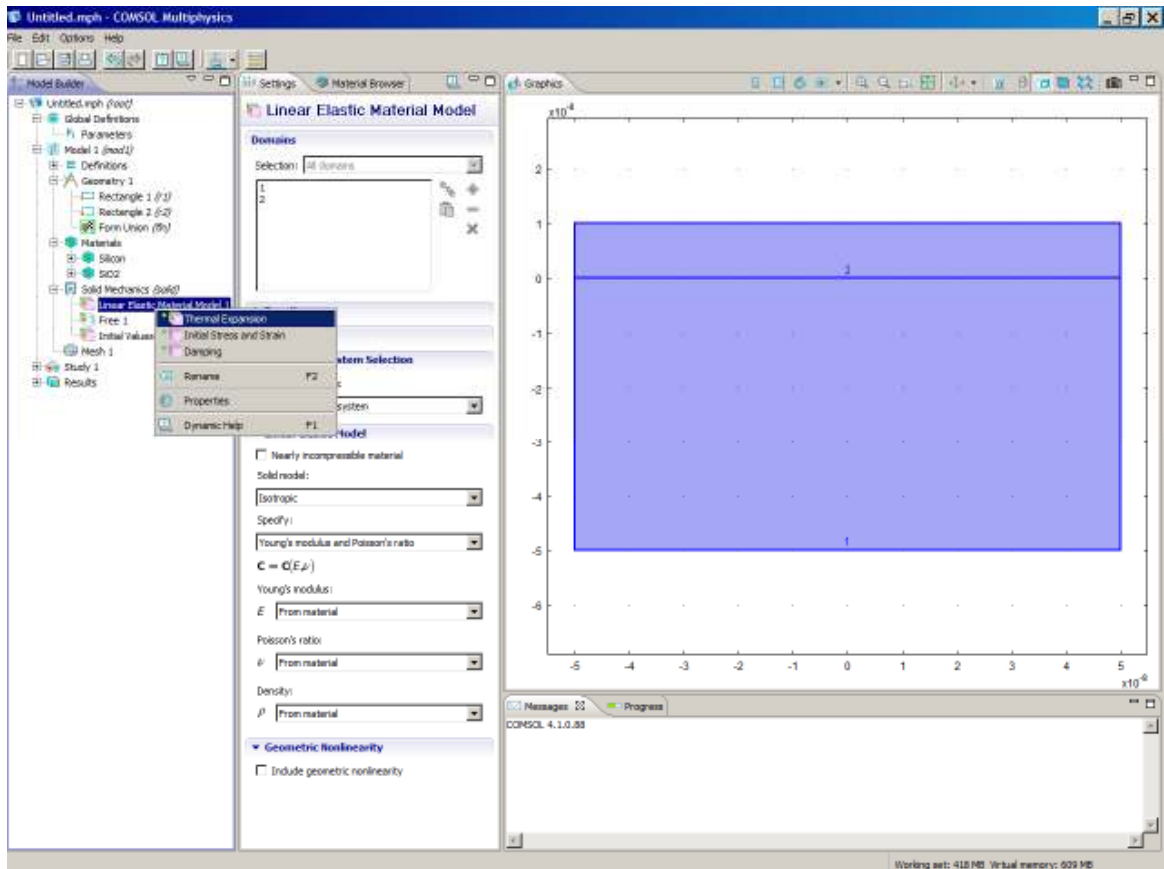 Untitled.mph - COMSOL Multiphysics
File Edit Options Help
Model Builder
Untitled.mph (root)
Global Definitions
Parameters
Model 1 (mod1)
Definitions
Geometry 1
Rectangle 1 (r1)
Rectangle 2 (r2)
Form Union (fin)
Materials
Silicon
SiO2
Solid Mechanics (solid)
Linear Elastic Material Model 1
Free 1
Initial Values
Mesh 1
Study 1
Results
Thermal Expansion
Initial Stress and Strain
Damping
Rename F2
Properties
Dynamic Help F1
Settings Material Browser
Linear Elastic Material Model
Domains
Selection: All domains
1
2
stem Selection
system
Model
Nearly incompressible material
Solid model:
Isotropic
Specify:
Young's modulus and Poisson's ratio
C = C(E,ν)
Young's modulus:
E From material
Poisson's ratio:
ν From material
Density:
ρ From material
Geometric Nonlinearity
Include geometric nonlinearity
Graphics
x10⁻⁴
2
1
0
-1
-2
-3
-4
-5
-6
2
1
-5 -4 -3 -2 -1 0 1 2 3 4 5
Messages Progress
COMSOL 4.1.0.88
Working set: 418 MB Virtual memory: 609 MB